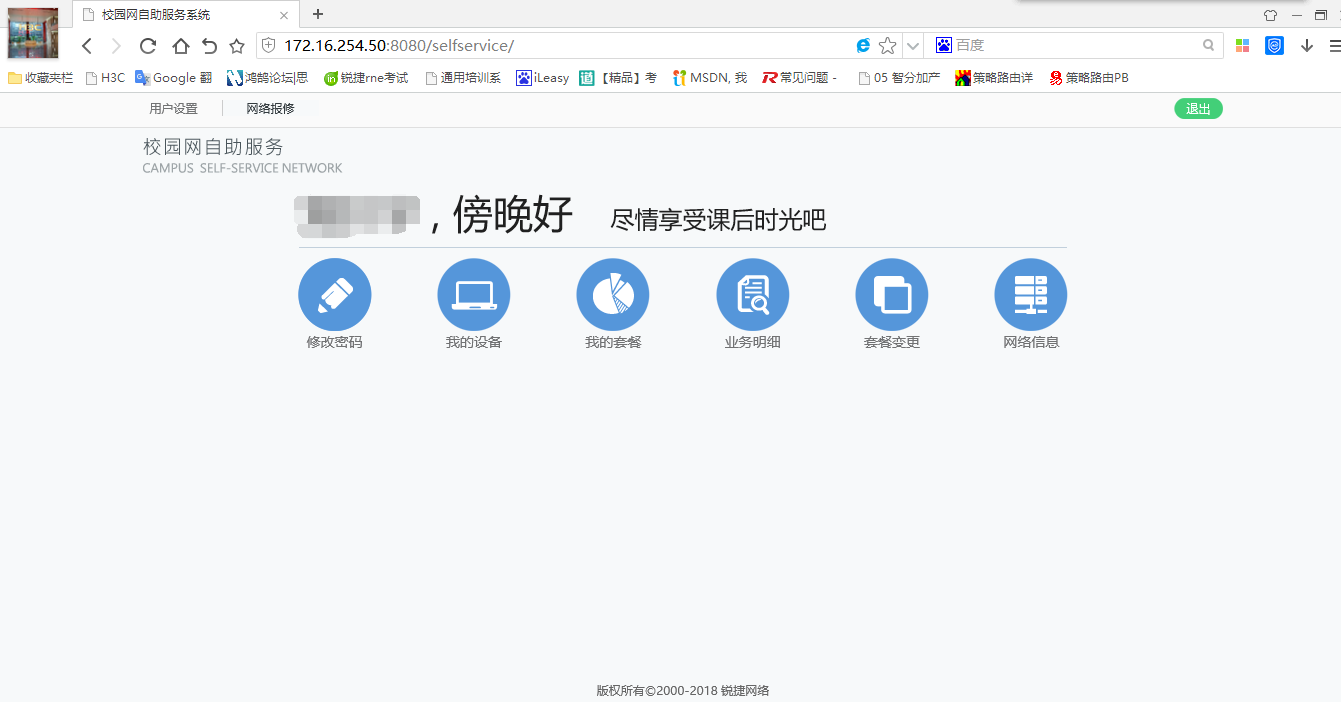 校园网自助服务系统
172.16.254.50:8080/selfservice/
百度
收藏夹栏 H3C Google 翻 鸿鹄论坛|思 锐捷rne考试 通用培训系 iLeasy 【精品】考 MSDN, 我 常见问题 - 05 智分加产 策略路由详 策略路由PB
用户设置 网络报修 退出
校园网自助服务
CAMPUS SELF-SERVICE NETWORK
，傍晚好 尽情享受课后时光吧
修改密码 我的设备 我的套餐 业务明细 套餐变更 网络信息
版权所有©2000-2018 锐捷网络